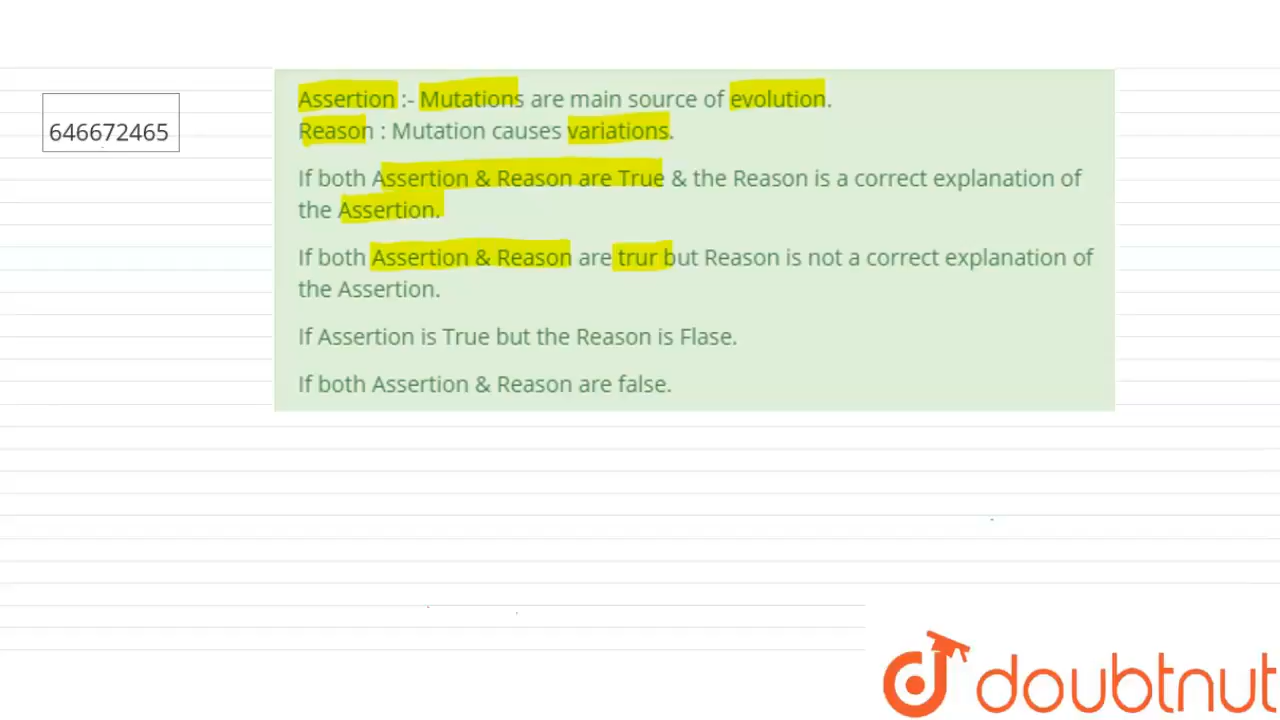 646672465
Assertion :- Mutations are main source of evolution.
Reason : Mutation causes variations.
If both Assertion & Reason are True & the Reason is a correct explanation of
the Assertion.
If both Assertion & Reason are trur but Reason is not a correct explanation of
the Assertion.
If Assertion is True but the Reason is Flase.
If both Assertion & Reason are false.
doubtnut